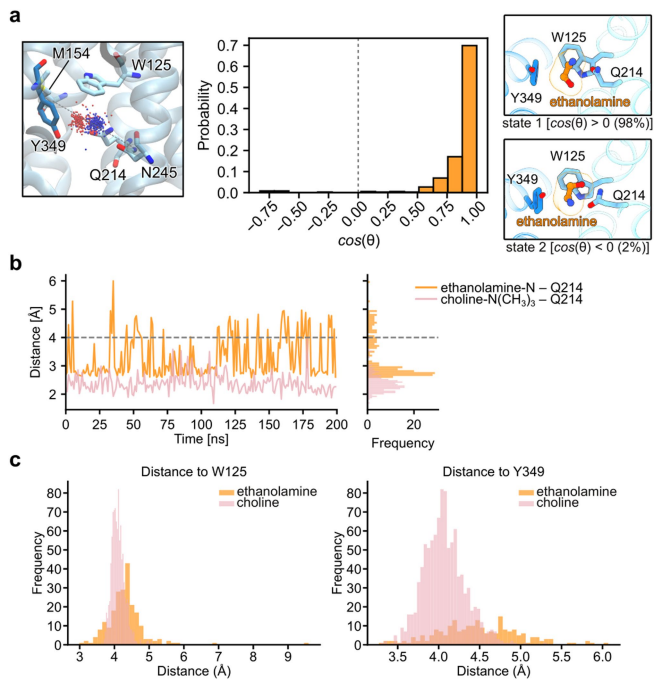 a
M154
W125
Y349
Q214
N245
Probability
0.7
0.6
0.5
0.4
0.3
0.2
0.1
0.0
−0.75
−0.50
−0.25
0.00
0.25
0.50
0.75
1.00
cos(θ)
W125
Q214
Y349
ethanolamine
state 1 [cos(θ) > 0 (98%)]
W125
Y349
Q214
ethanolamine
state 2 [cos(θ) < 0 (2%)]
b
Distance [Å]
6
5
4
3
2
0 25 50 75 100 125 150 175 200
Time [ns]
0 20
Frequency
ethanolamine-N – Q214
choline-N(CH₃)₃ – Q214
c
Distance to W125
ethanolamine
choline
Frequency
80
70
60
50
40
30
20
10
0
3 4 5 6 7 8 9
Distance (Å)
Distance to Y349
ethanolamine
choline
Frequency
80
70
60
50
40
30
20
10
0
3.5 4.0 4.5 5.0 5.5 6.0
Distance (Å)